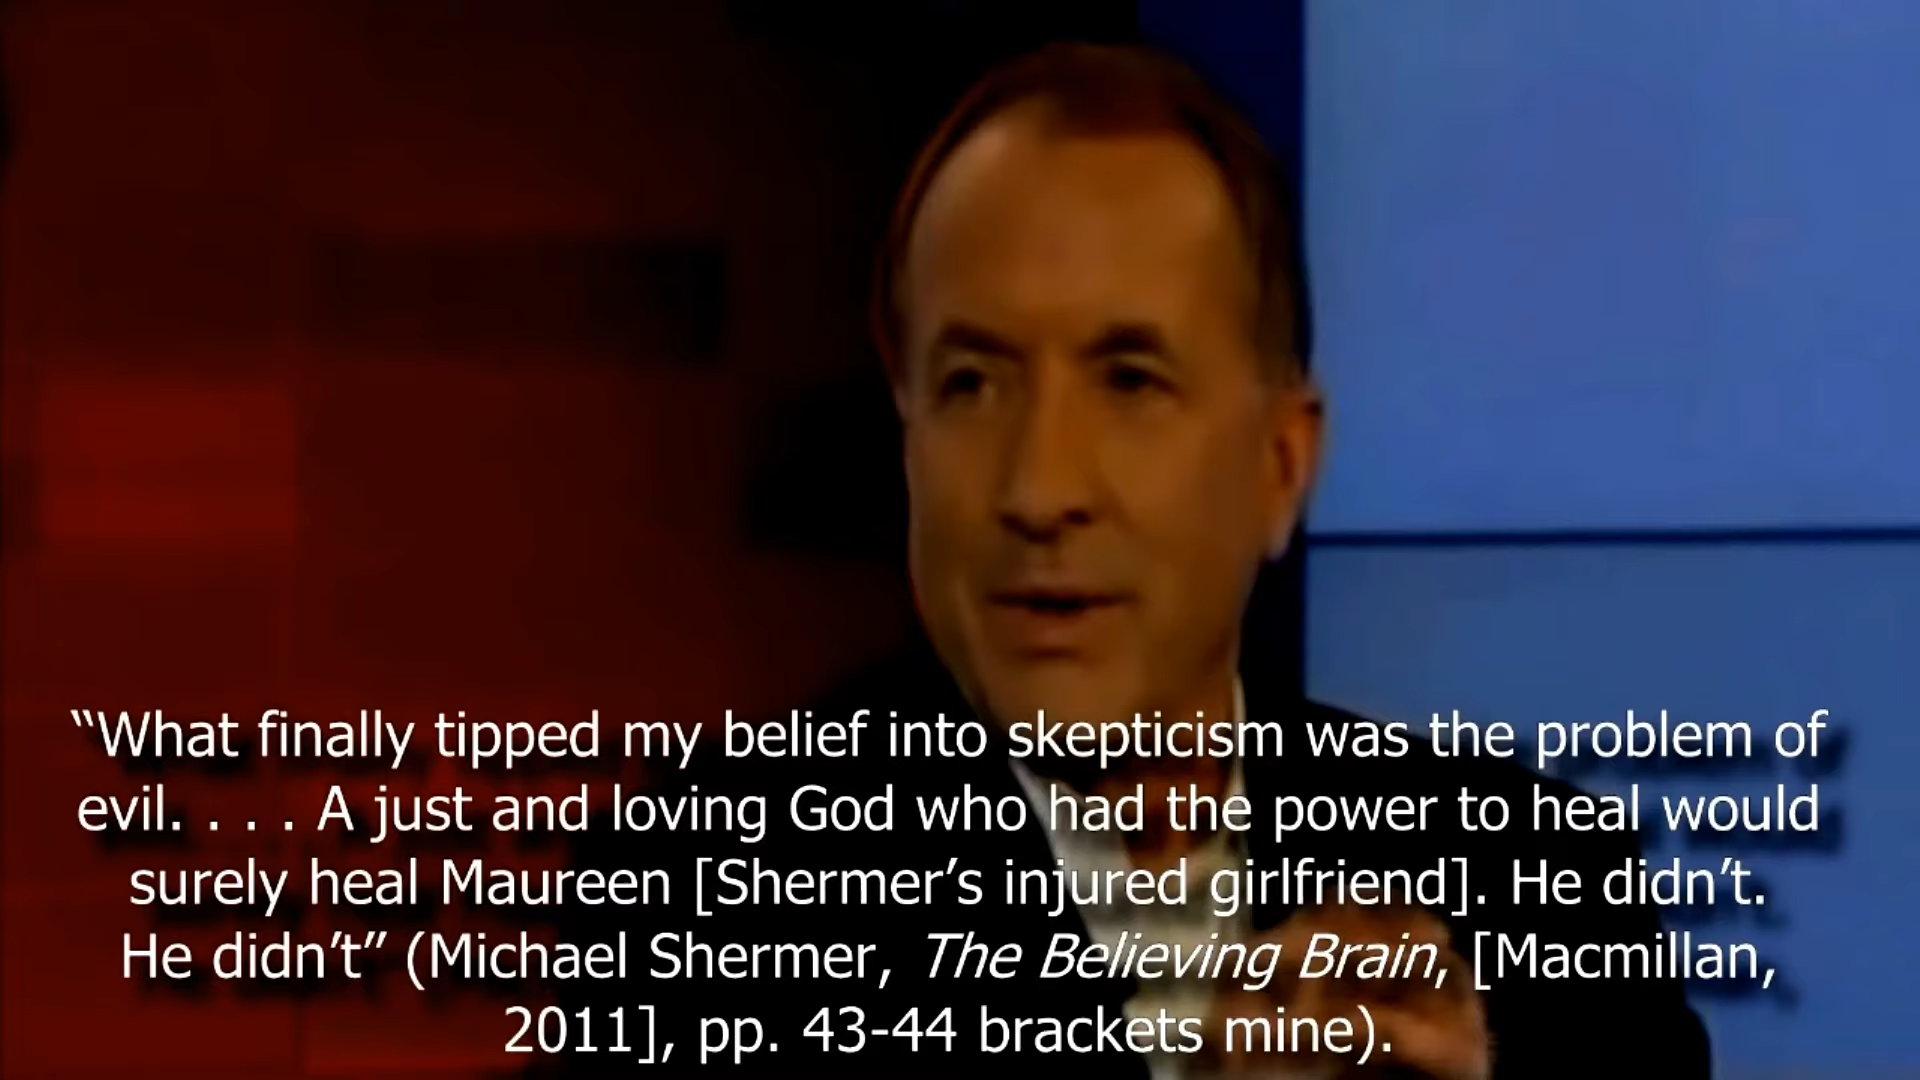 “What finally tipped my belief into skepticism was the problem of
evil. . . . A just and loving God who had the power to heal would
surely heal Maureen [Shermer’s injured girlfriend]. He didn’t.
He didn’t” (Michael Shermer, The Believing Brain, [Macmillan,
2011], pp. 43-44 brackets mine).